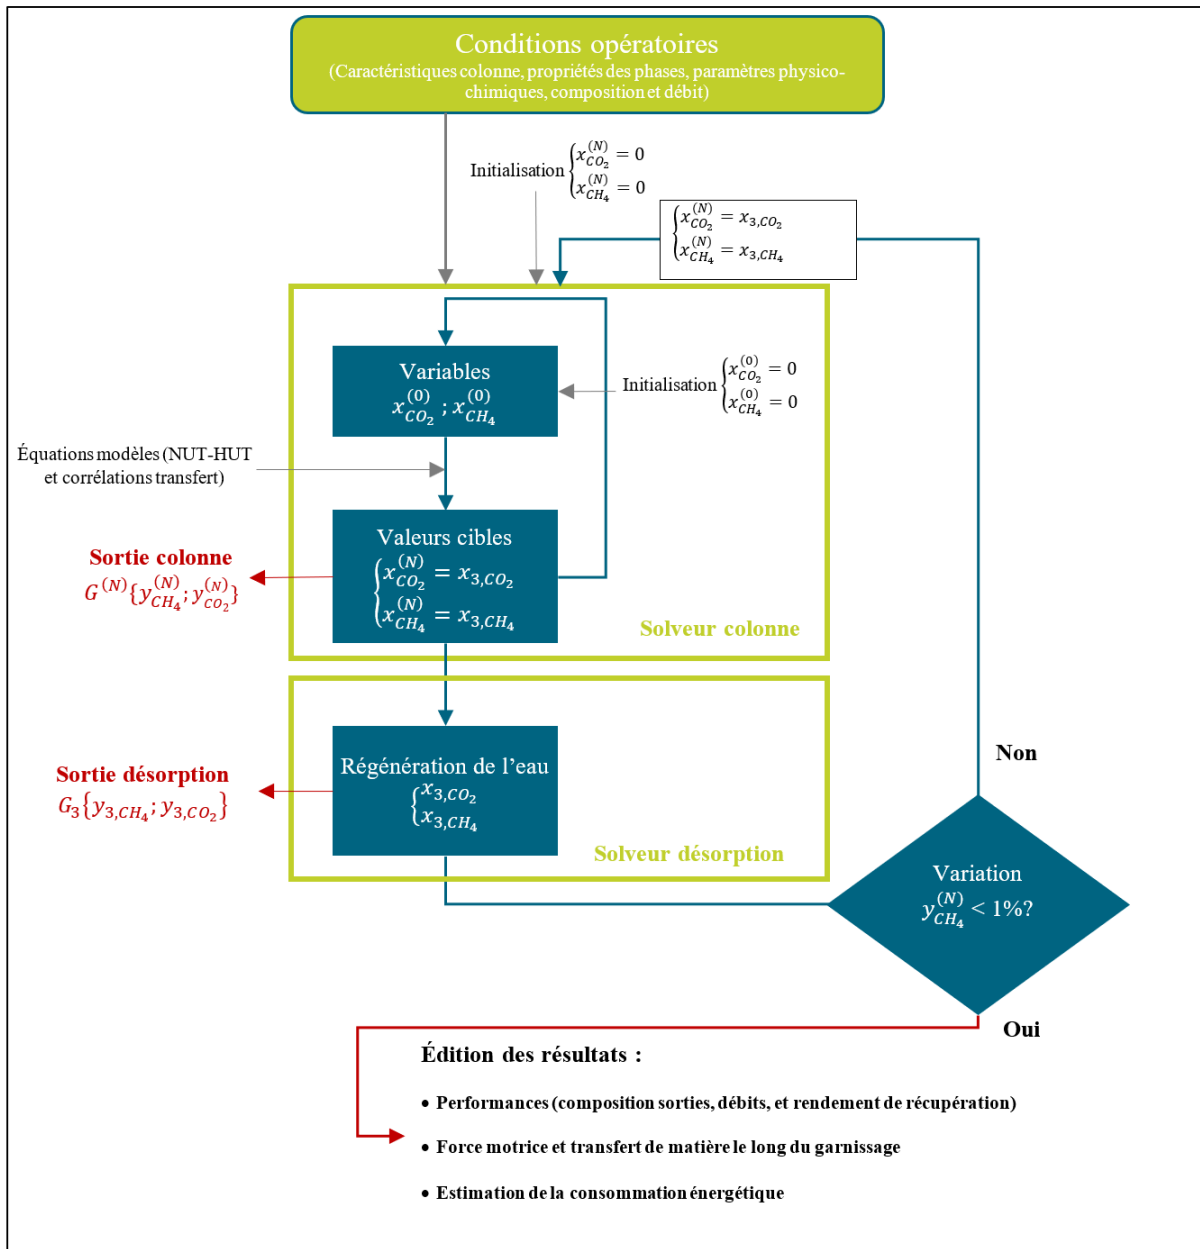 Conditions opératoires
(Caractéristiques colonne, propriétés des phases, paramètres physico-
chimiques, composition et débit)
Initialisation { x_{CO_2}^{(N)} = 0
x_{CH_4}^{(N)} = 0
{ x_{CO_2}^{(N)} = x_{3,CO_2}
x_{CH_4}^{(N)} = x_{3,CH_4}
Variables
x_{CO_2}^{(0)} ; x_{CH_4}^{(0)}
Initialisation { x_{CO_2}^{(0)} = 0
x_{CH_4}^{(0)} = 0
Équations modèles (NUT-HUT
et corrélations transfert)
Valeurs cibles
{ x_{CO_2}^{(N)} = x_{3,CO_2}
x_{CH_4}^{(N)} = x_{3,CH_4}
Sortie colonne
G^{(N)}{y_{CH_4}^{(N)}; y_{CO_2}^{(N)}}
Solveur colonne
Régénération de l’eau
{ x_{3,CO_2}
x_{3,CH_4}
Sortie désorption
G_3{y_{3,CH_4}; y_{3,CO_2}}
Solveur désorption
Non
Variation
y_{CH_4}^{(N)} < 1%?
Oui
Édition des résultats :
• Performances (composition sorties, débits, et rendement de récupération)
• Force motrice et transfert de matière le long du garnissage
• Estimation de la consommation énergétique